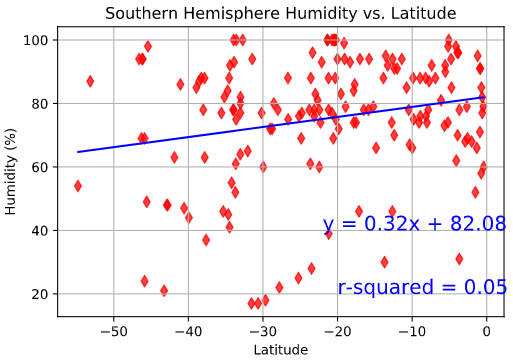 Southern Hemisphere Humidity vs. Latitude
Humidity (%)
100
80
60
40
20
y = 0.32x + 82.08
r-squared = 0.05
−50
−40
−30
−20
−10
0
Latitude